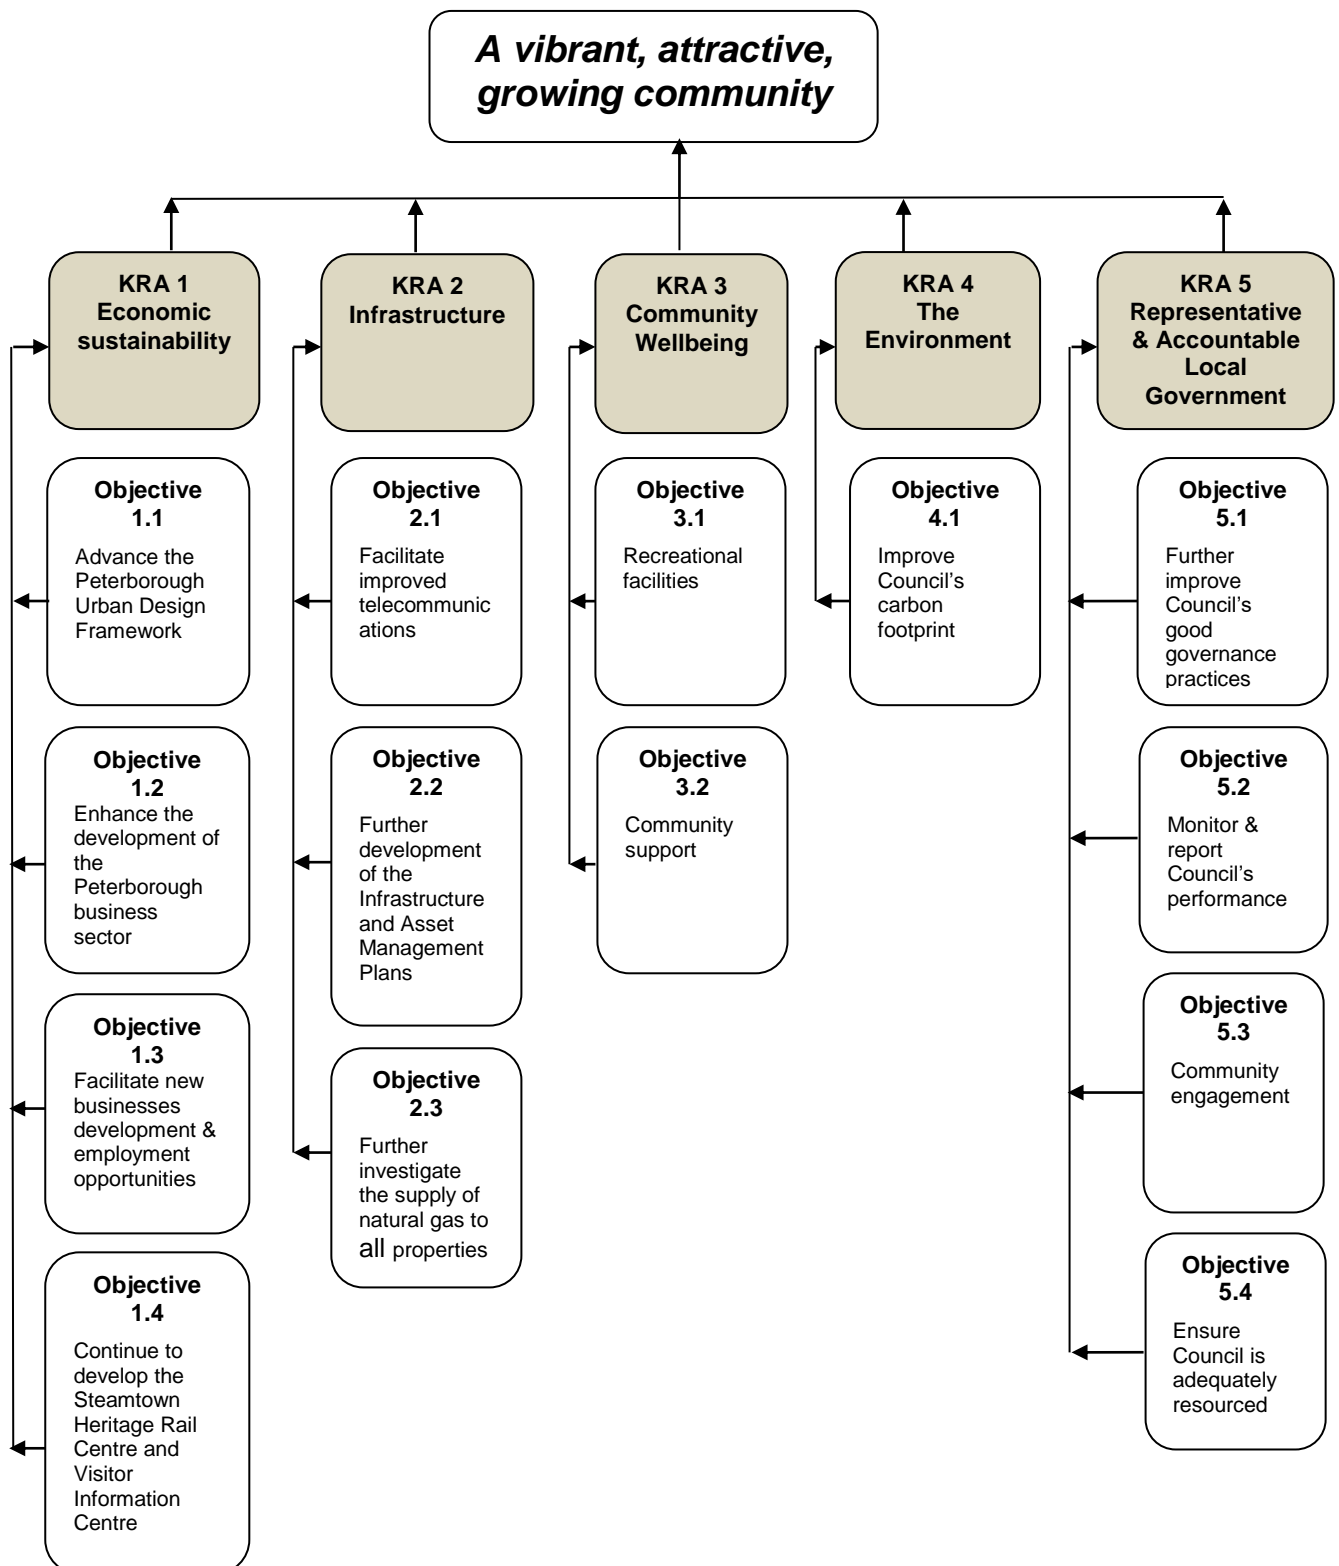 A vibrant, attractive,
growing community
KRA 1
Economic
sustainability
KRA 2
Infrastructure
KRA 3
Community
Wellbeing
KRA 4
The
Environment
KRA 5
Representative
& Accountable
Local
Government
Objective
1.1
Advance the
Peterborough
Urban Design
Framework
Objective
2.1
Facilitate
improved
telecommunic
ations
Objective
3.1
Recreational
facilities
Objective
4.1
Improve
Council’s
carbon
footprint
Objective
5.1
Further
improve
Council’s
good
governance
practices
Objective
1.2
Enhance the
development of
the
Peterborough
business
sector
Objective
2.2
Further
development
of the
Infrastructure
and Asset
Management
Plans
Objective
3.2
Community
support
Objective
5.2
Monitor &
report
Council’s
performance
Objective
1.3
Facilitate new
businesses
development &
employment
opportunities
Objective
2.3
Further
investigate
the supply of
natural gas to
all properties
Objective
5.3
Community
engagement
Objective
1.4
Continue to
develop the
Steamtown
Heritage Rail
Centre and
Visitor
Information
Centre
Objective
5.4
Ensure
Council is
adequately
resourced